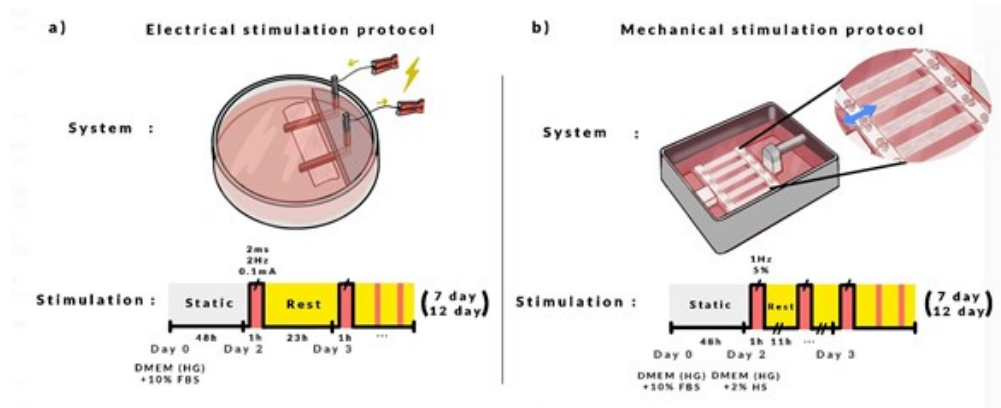 a)
Electrical stimulation protocol
System :
2ms
2Hz
0.1mA
Stimulation :
Static
Rest
(7 day
12 day)
48h
1h
23h
1h
...
Day 0
Day 2
Day 3
DMEM (HG)
+10% FBS
b)
Mechanical stimulation protocol
System :
1Hz
5%
Stimulation :
Static
Rest
(7 day
12 day)
48h
1h
11h
...
Day 0
Day 2
Day 3
DMEM (HG)
+10% FBS
DMEM (HG)
+2% HS